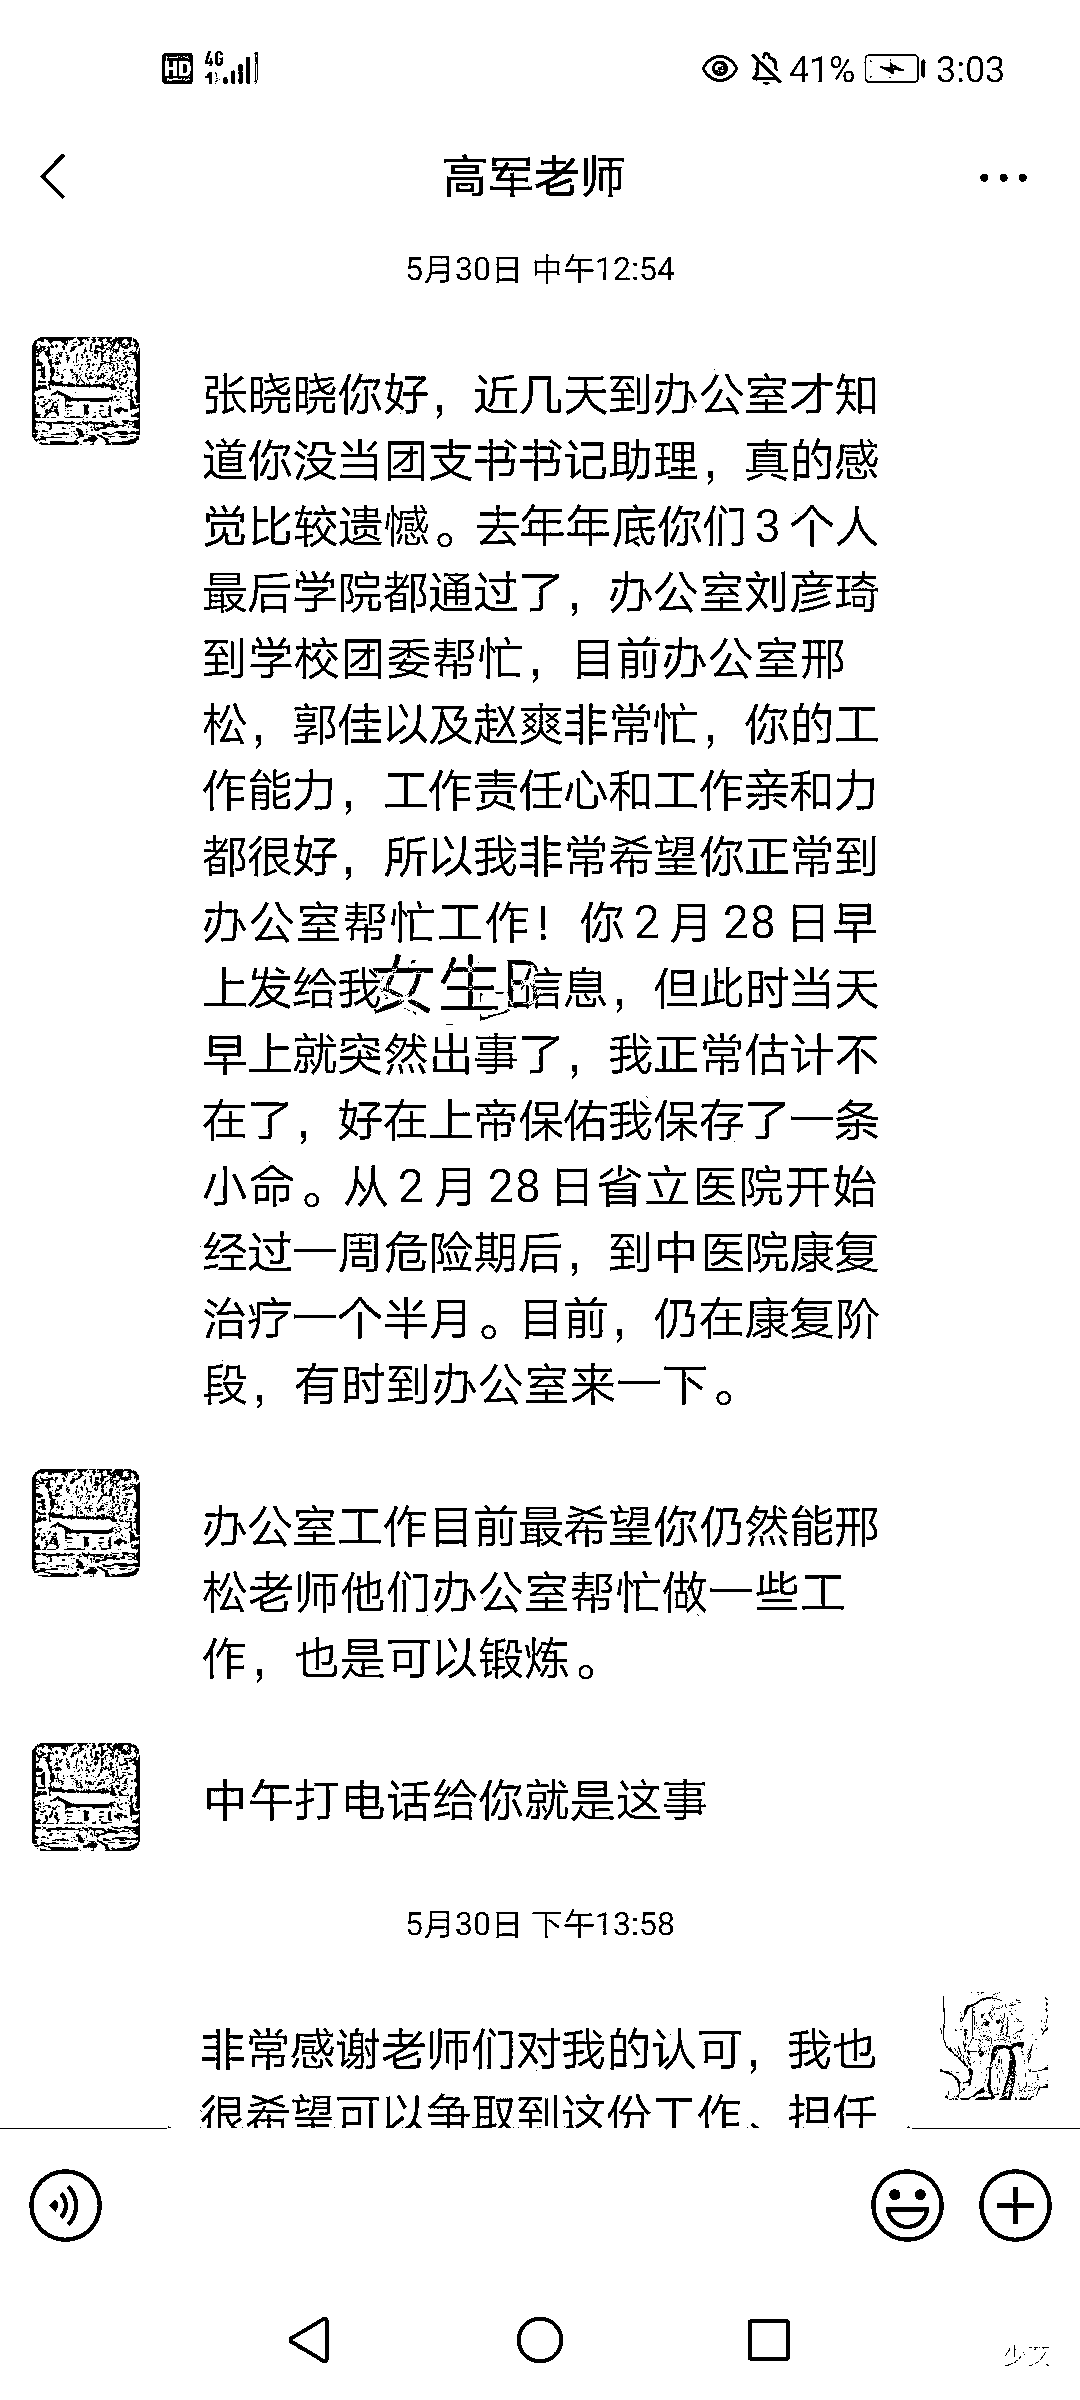 HD 4G 41% 3:03
高军老师
5月30日 中午12:54
张晓晓你好，近几天到办公室才知
道你没当团支书书记助理，真的感
觉比较遗憾。去年年底你们3个人
最后学院都通过了，办公室刘彦琦
到学校团委帮忙，目前办公室邢
松，郭佳以及赵爽非常忙，你的工
作能力，工作责任心和工作亲和力
都很好，所以我非常希望你正常到
办公室帮忙工作！你2月28日早
上发给我女生信息，但此时当天
早上就突然出事了，我正常估计不
在了，好在上帝保佑我保存了一条
小命。从2月28日省立医院开始
经过一周危险期后，到中医院康复
治疗一个半月。目前，仍在康复阶
段，有时到办公室来一下。
办公室工作目前最希望你仍然能邢
松老师他们办公室帮忙做一些工
作，也是可以锻炼。
中午打电话给你就是这事
5月30日 下午13:58
非常感谢老师们对我的认可，我也
很希望可以争取到这份工作、担任